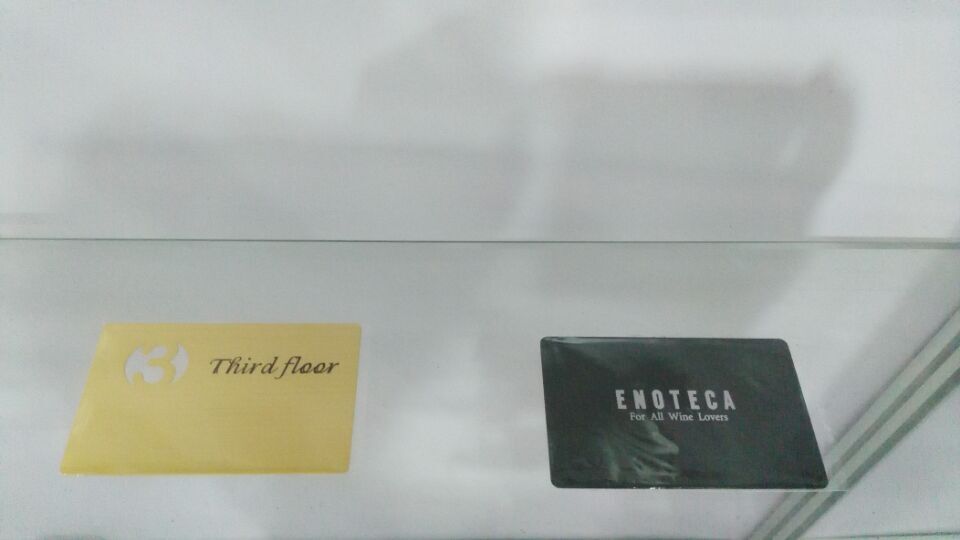 3 Third floor
ENOTECA
For All Wine Lovers